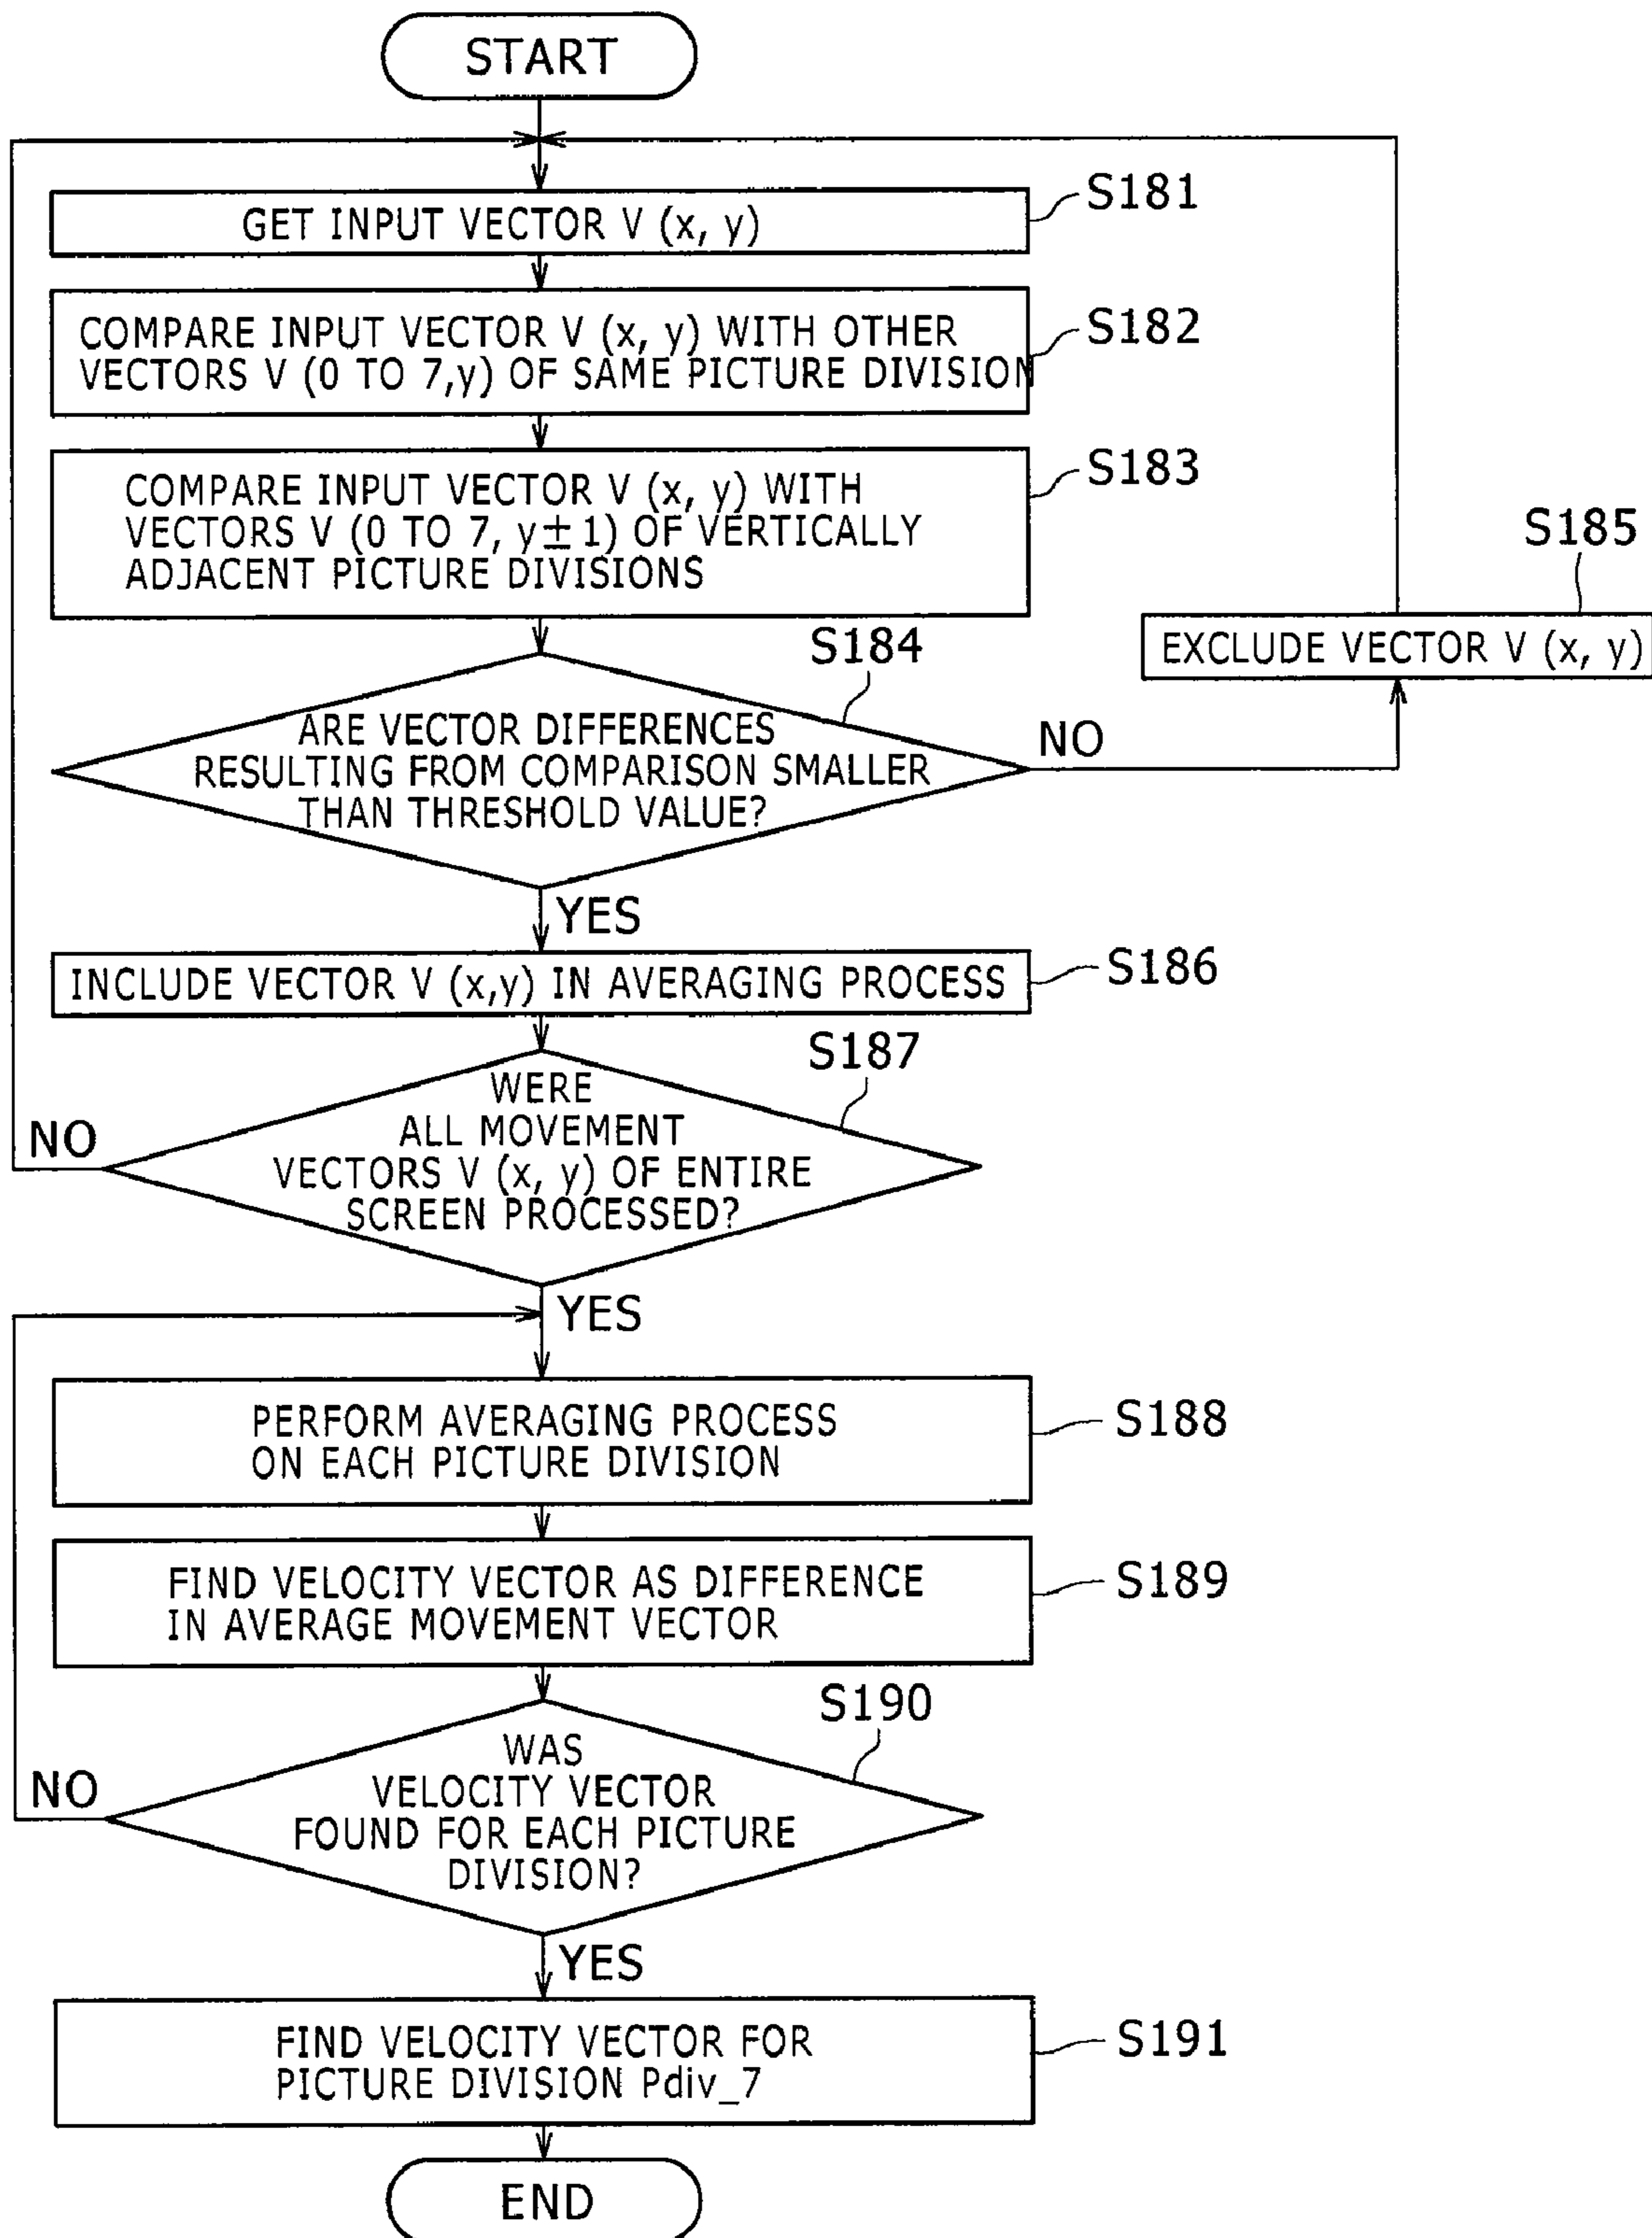 START
S181
GET INPUT VECTOR V (x, y)
S182
COMPARE INPUT VECTOR V (x, y) WITH OTHER
VECTORS V (0 TO 7,y) OF SAME PICTURE DIVISION
S183
COMPARE INPUT VECTOR V (x, y) WITH
VECTORS V (0 TO 7, y±1) OF VERTICALLY
ADJACENT PICTURE DIVISIONS
S185
EXCLUDE VECTOR V (x, y)
S184
ARE VECTOR DIFFERENCES
RESULTING FROM COMPARISON SMALLER
THAN THRESHOLD VALUE?
NO
YES
S186
INCLUDE VECTOR V (x,y) IN AVERAGING PROCESS
S187
WERE
ALL MOVEMENT
VECTORS V (x, y) OF ENTIRE
SCREEN PROCESSED?
NO
YES
S188
PERFORM AVERAGING PROCESS
ON EACH PICTURE DIVISION
S189
FIND VELOCITY VECTOR AS DIFFERENCE
IN AVERAGE MOVEMENT VECTOR
S190
WAS
VELOCITY VECTOR
FOUND FOR EACH PICTURE
DIVISION?
NO
YES
S191
FIND VELOCITY VECTOR FOR
PICTURE DIVISION Pdiv_7
END